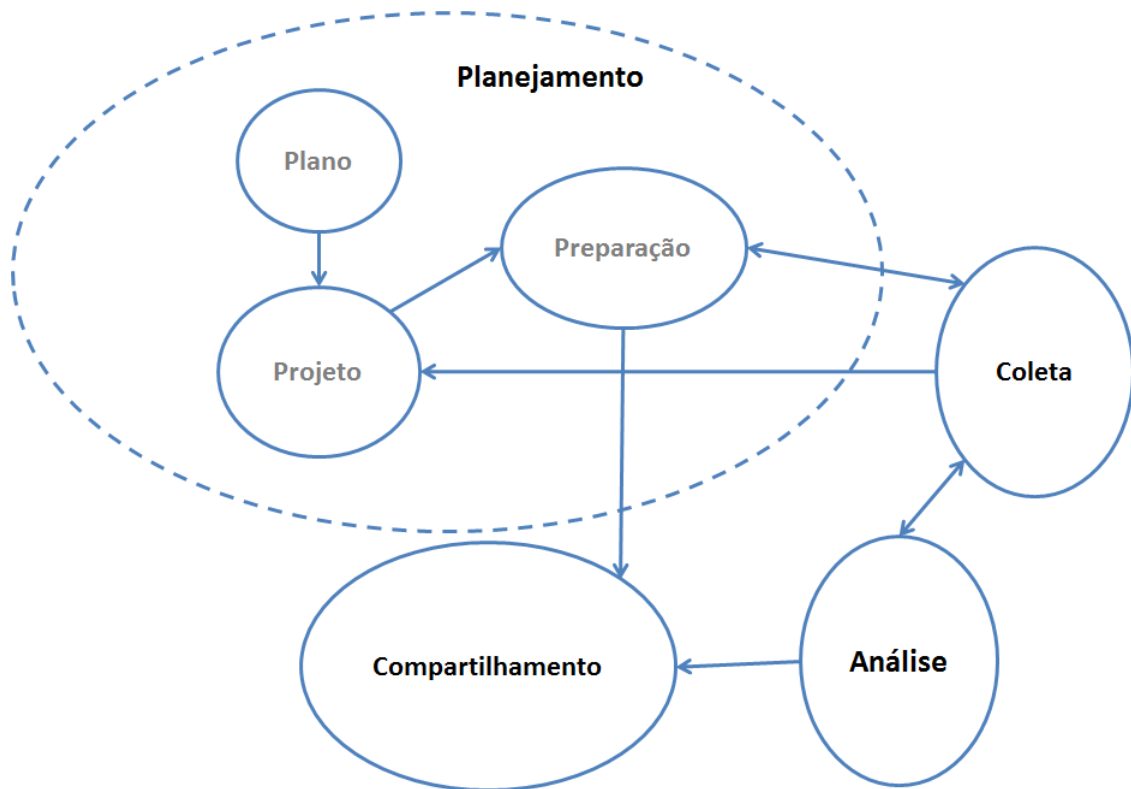 Planejamento
Plano
Preparação
Projeto
Coleta
Compartilhamento
Análise